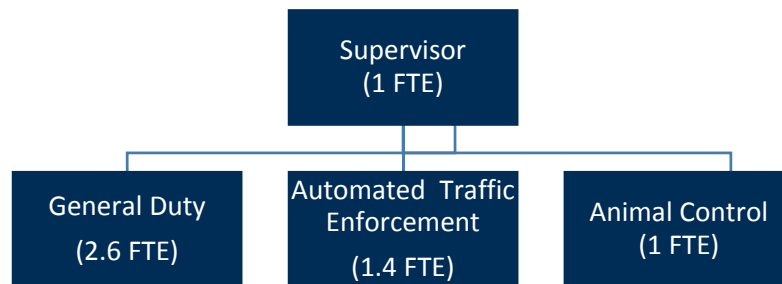 Supervisor
(1 FTE)
General Duty
(2.6 FTE)
Automated Traffic
Enforcement
(1.4 FTE)
Animal Control
(1 FTE)